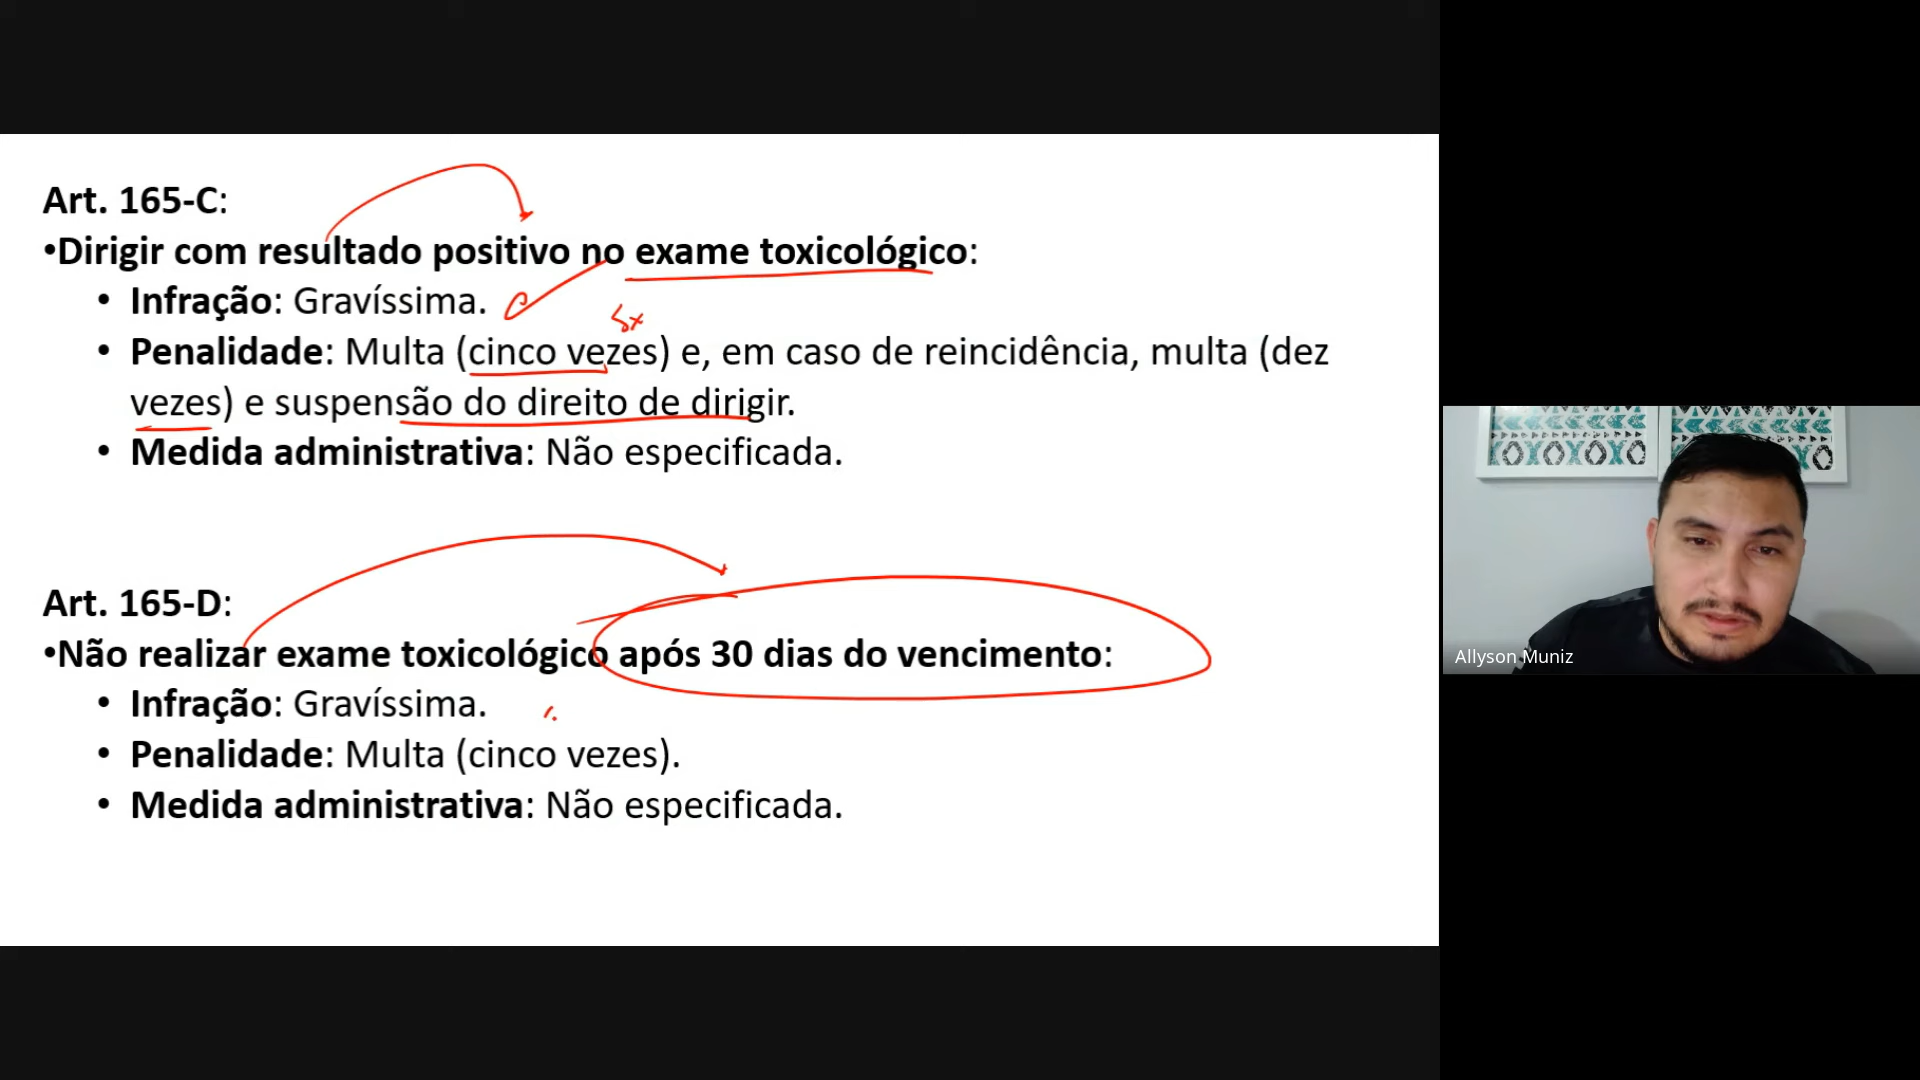 Art. 165-C:
•Dirigir com resultado positivo no exame toxicológico:
• Infração: Gravíssima.
5x
• Penalidade: Multa (cinco vezes) e, em caso de reincidência, multa (dez
vezes) e suspensão do direito de dirigir.
• Medida administrativa: Não especificada.
Art. 165-D:
•Não realizar exame toxicológico após 30 dias do vencimento:
• Infração: Gravíssima.
• Penalidade: Multa (cinco vezes).
• Medida administrativa: Não especificada.
Allyson Muniz